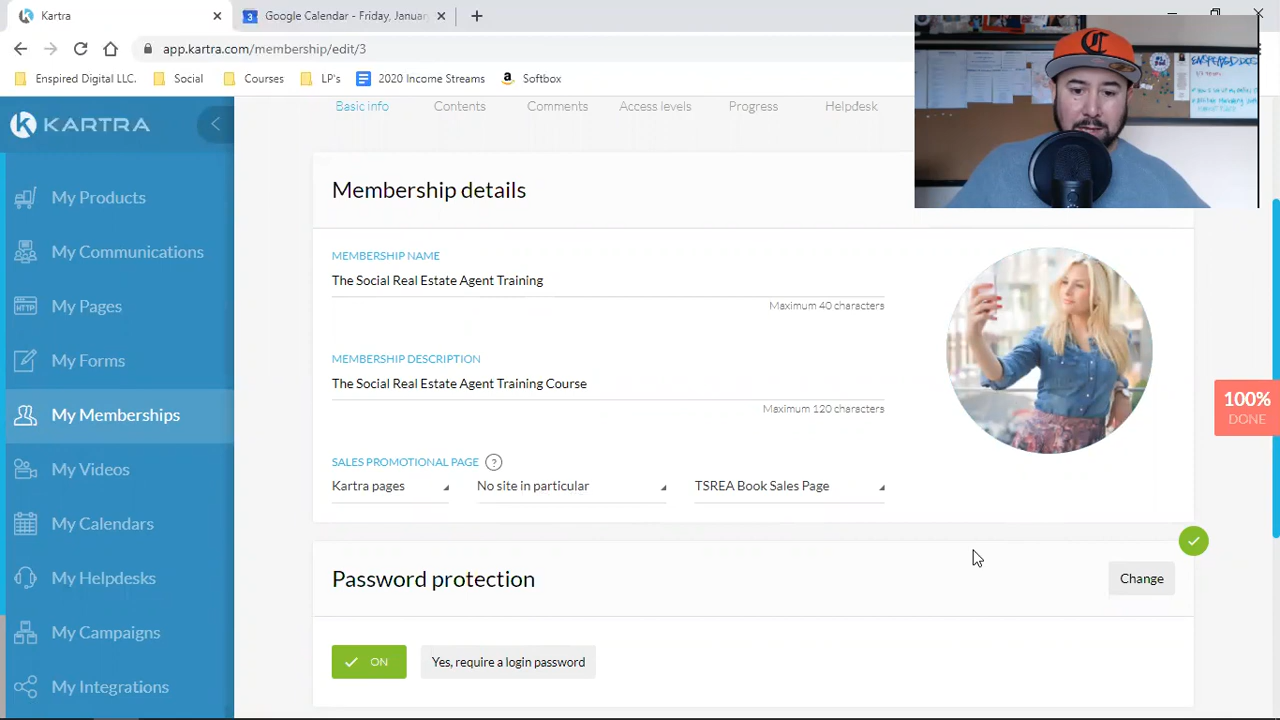 Kartra
Google Calendar - Friday, Januar
app.kartra.com/membership/edit/3
Enspired Digital LLC.
Social
Courses
LP's
2020 Income Streams
Softbox
KARTRA
My Products
My Communications
My Pages
My Forms
My Memberships
My Videos
My Calendars
My Helpdesks
My Campaigns
My Integrations
Basic info
Contents
Comments
Access levels
Progress
Helpdesk
Membership details
MEMBERSHIP NAME
The Social Real Estate Agent Training
Maximum 40 characters
MEMBERSHIP DESCRIPTION
The Social Real Estate Agent Training Course
Maximum 120 characters
SALES PROMOTIONAL PAGE ?
Kartra pages
No site in particular
TSREA Book Sales Page
100%
DONE
Password protection
Change
ON
Yes, require a login password